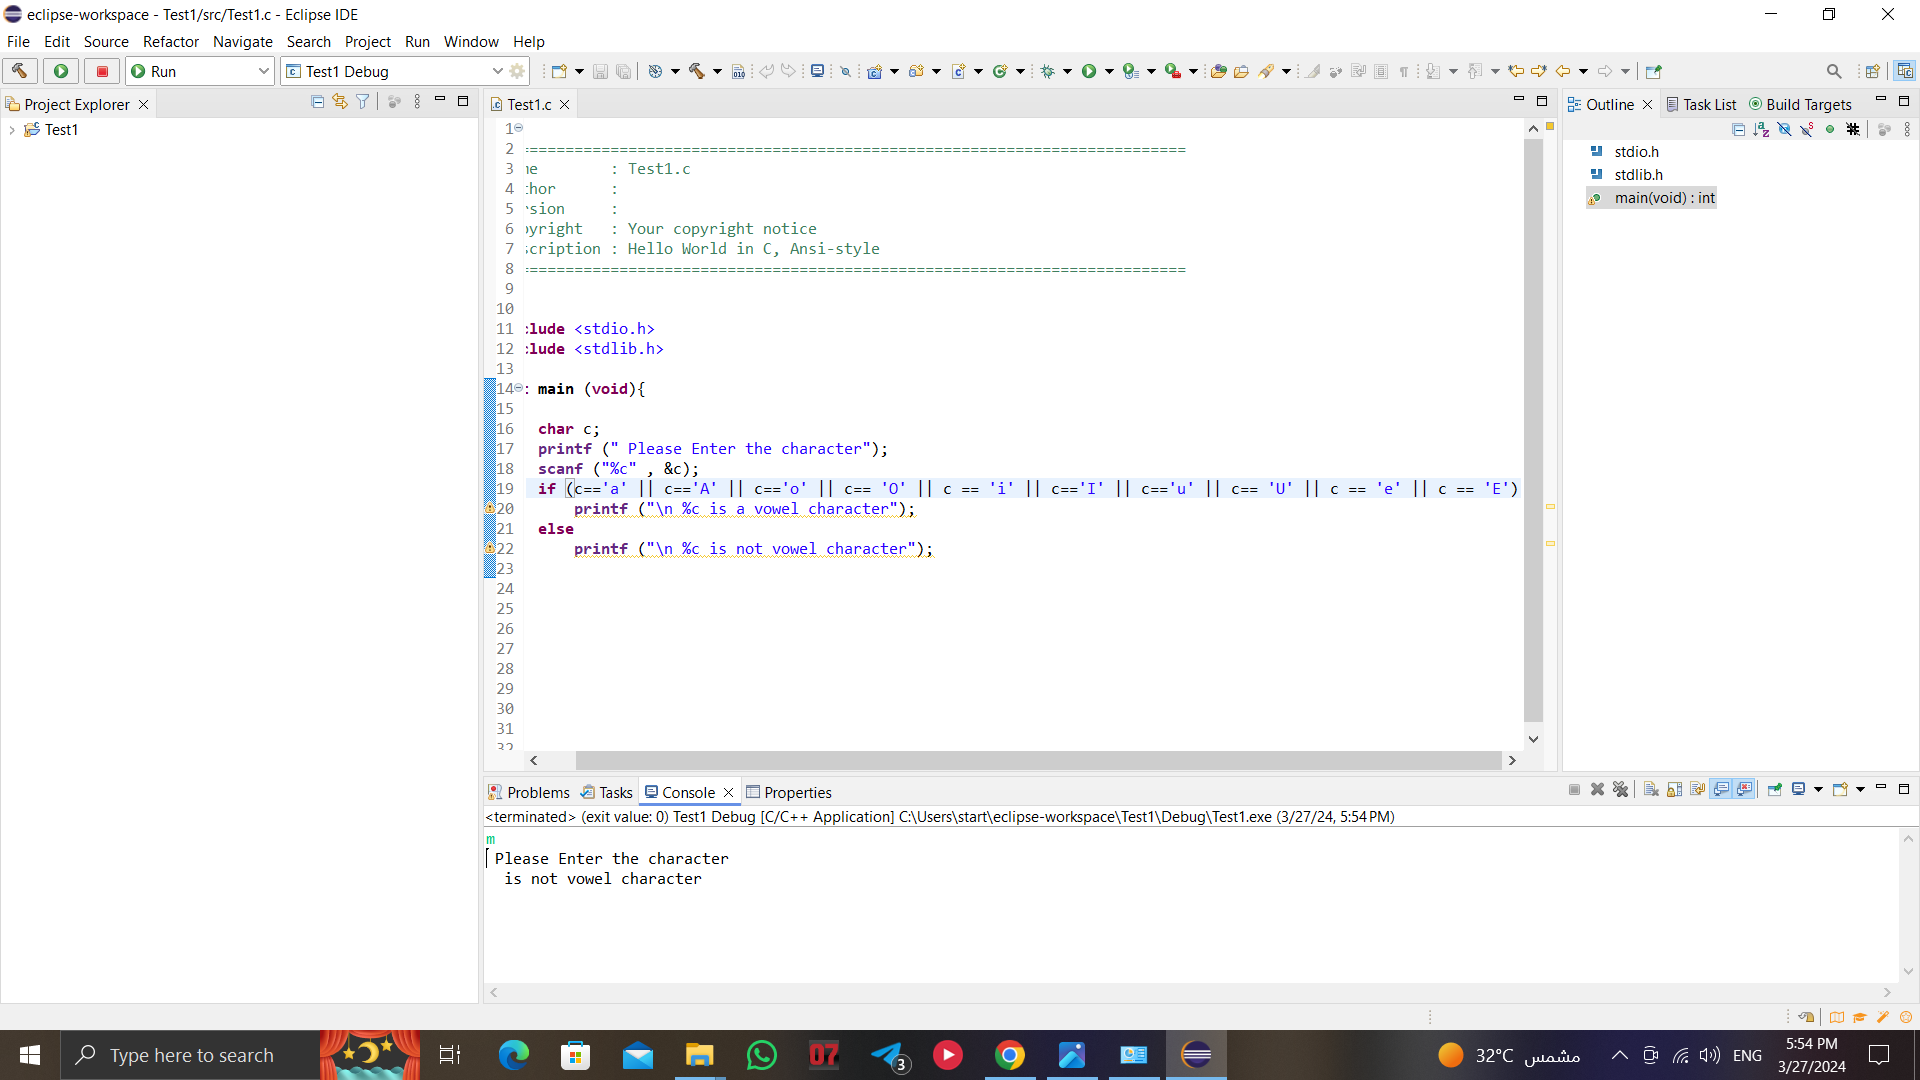 eclipse-workspace - Test1/src/Test1.c - Eclipse IDE
File Edit Source Refactor Navigate Search Project Run Window Help
Run
Test1 Debug
Project Explorer
Test1
Test1.c
1
2 =========================================================================
3 me : Test1.c
4 thor :
5 rsion :
6 pyright : Your copyright notice
7 scription : Hello World in C, Ansi-style
8 =========================================================================
9
10
11 clude <stdio.h>
12 clude <stdlib.h>
13
14 t main (void){
15
16 char c;
17 printf (" Please Enter the character");
18 scanf ("%c" , &c);
19 if (c=='a' || c=='A' || c=='o' || c== 'O' || c == 'i' || c=='I' || c=='u' || c== 'U' || c == 'e' || c == 'E')
20 printf ("\n %c is a vowel character");
21 else
22 printf ("\n %c is not vowel character");
23
24
25
26
27
28
29
30
31
32
Outline Task List Build Targets
stdio.h
stdlib.h
main(void) : int
Problems Tasks Console Properties
<terminated> (exit value: 0) Test1 Debug [C/C++ Application] C:\Users\start\eclipse-workspace\Test1\Debug\Test1.exe (3/27/24, 5:54 PM)
m
Please Enter the character
is not vowel character
Type here to search
07
3
32°C مشمس
ENG
5:54 PM
3/27/2024